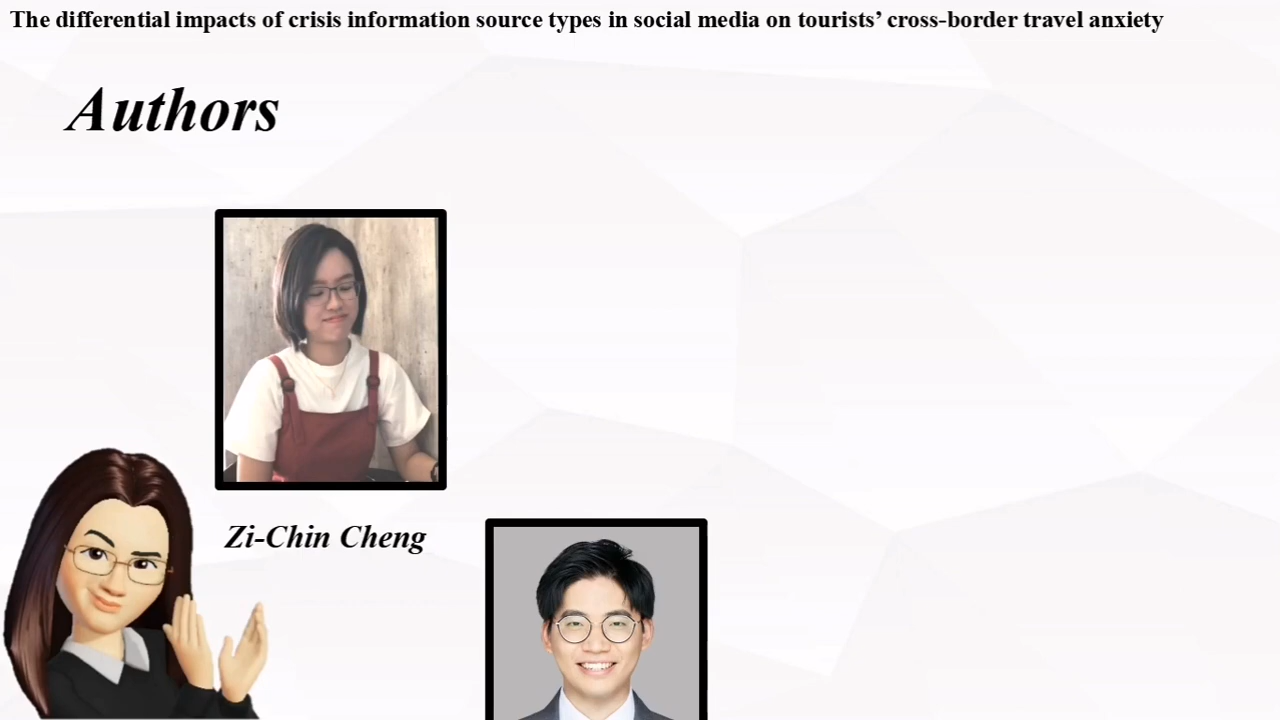 The differential impacts of crisis information source types in social media on tourists’ cross-border travel anxiety
Authors
Zi-Chin Cheng